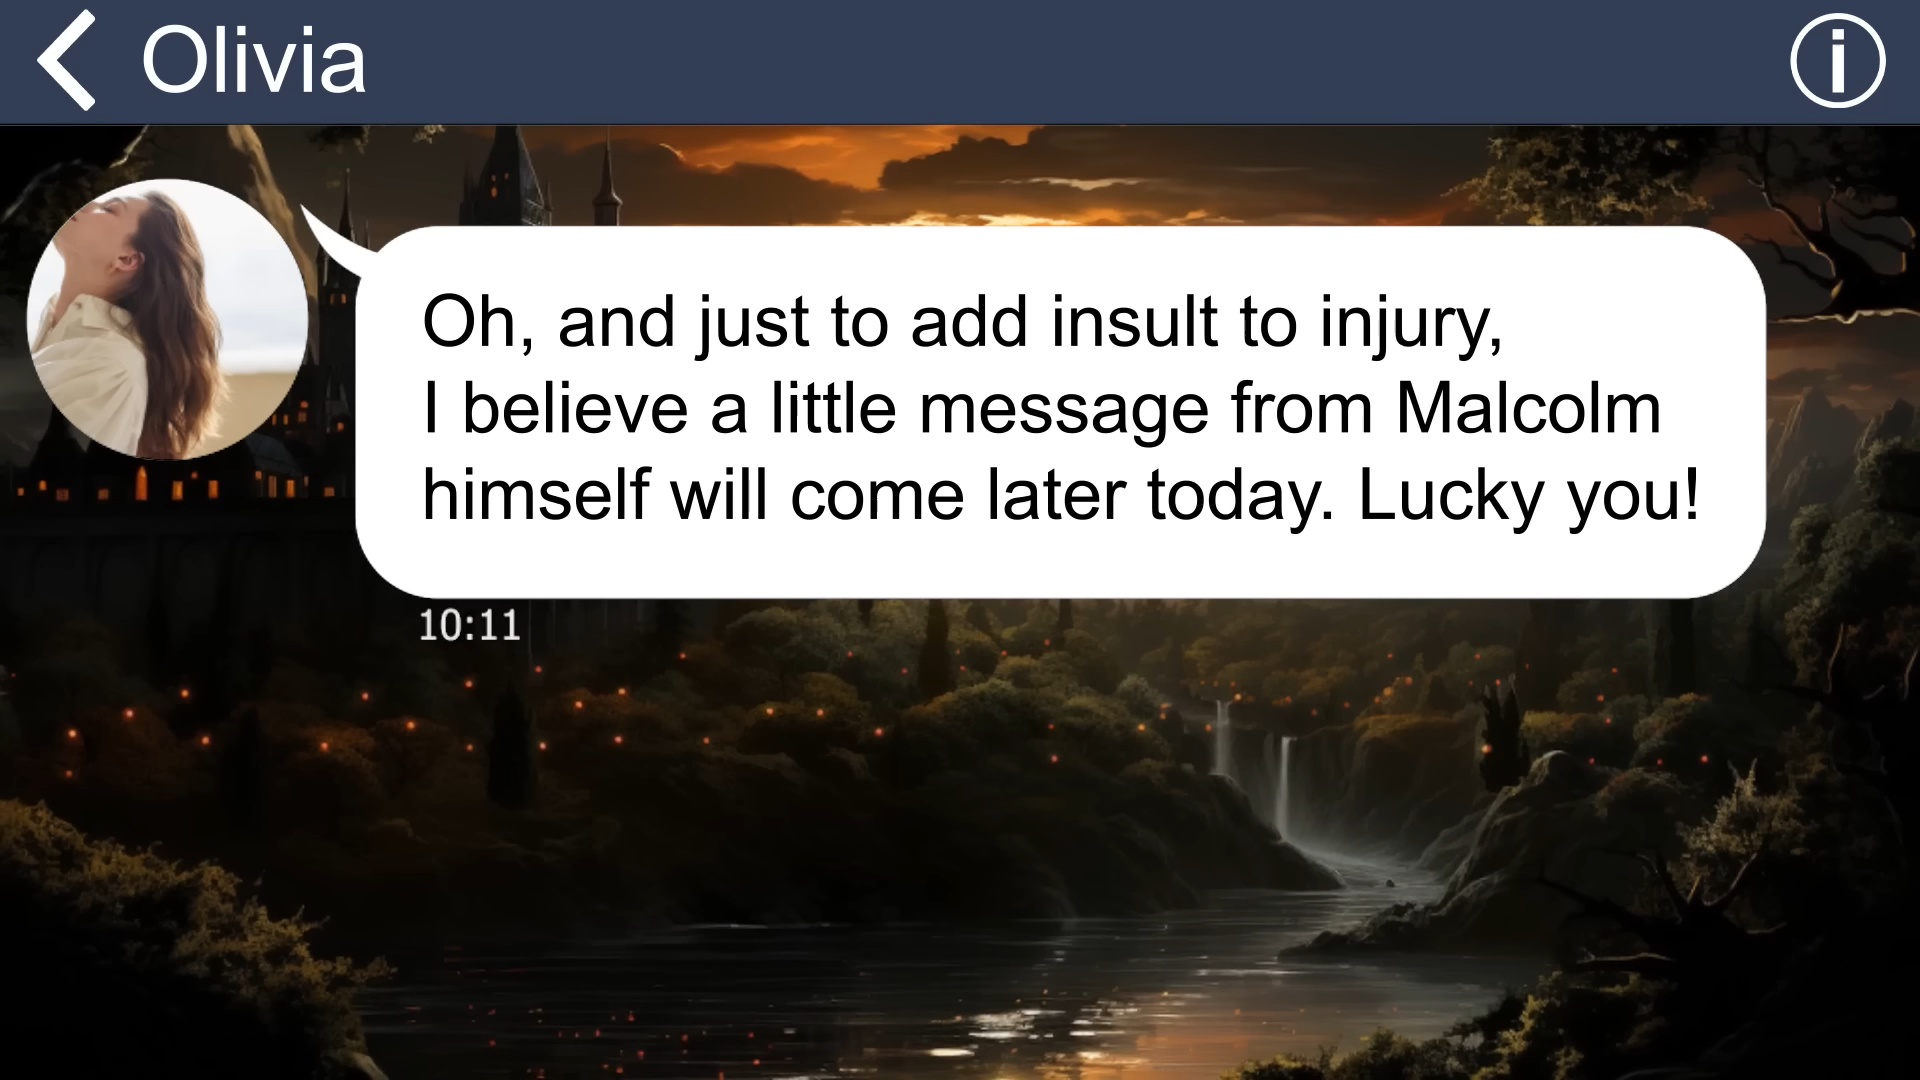 Olivia
Oh, and just to add insult to injury,
I believe a little message from Malcolm
himself will come later today. Lucky you!
10:11